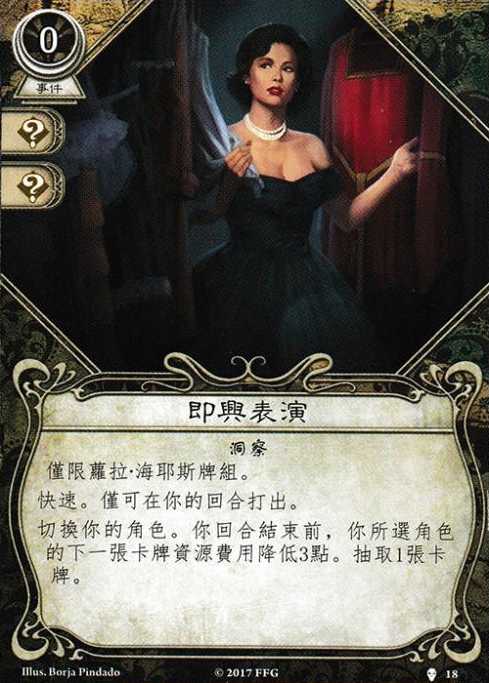 0
事件
?
?
即興表演
洞察
僅限蘿拉·海耶斯牌組。
快速。僅可在你的回合打出。
切換你的角色。你回合結束前，你所選角色
的下一張卡牌資源費用降低3點。抽取1張卡
牌。
Illus. Borja Pindado © 2017 FFG 18